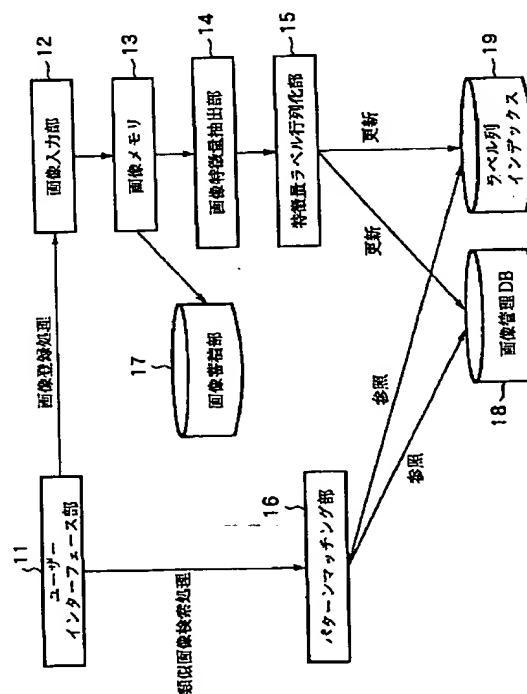 11
ユーザー
インターフェース部
画像登録処理
12
画像入力部
13
画像メモリ
14
画像特徴量抽出部
15
特徴量ラベル行列化部
17
画像蓄積部
類似画像検索処理
16
パターンマッチング部
更新
更新
参照
参照
18
画像管理DB
19
ラベル列
インデックス